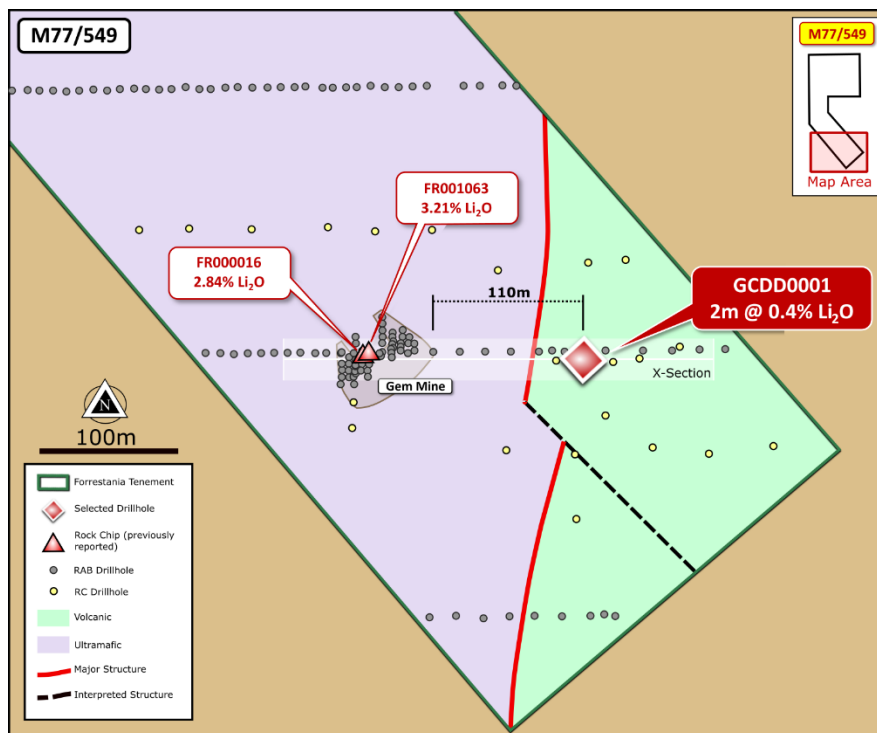 M77/549
M77/549
Map Area
FR001063
3.21% Li₂O
FR000016
2.84% Li₂O
110m
GCDD0001
2m @ 0.4% Li₂O
X-Section
Gem Mine
N
100m
Forrestania Tenement
Selected Drillhole
Rock Chip (previously
reported)
RAB Drillhole
RC Drillhole
Volcanic
Ultramafic
Major Structure
Interpreted Structure